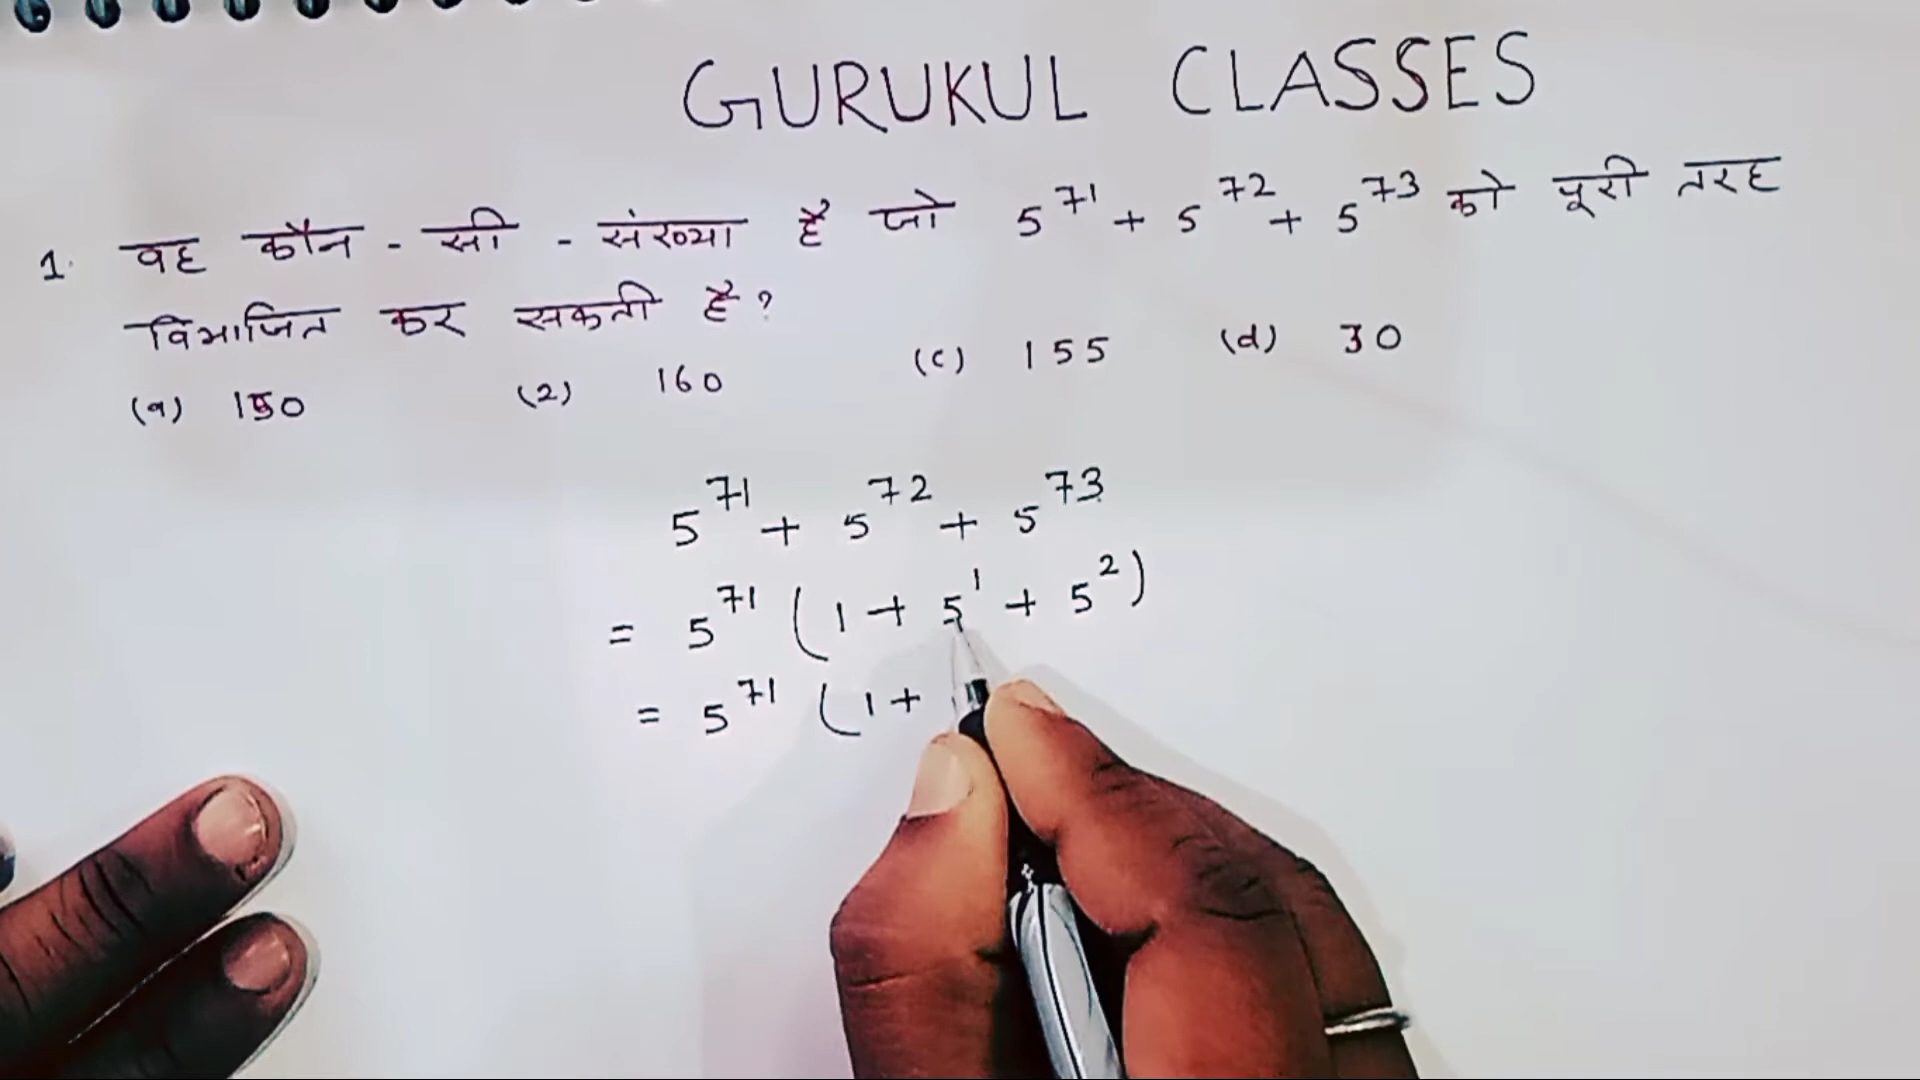 GURUKUL CLASSES
1. वह कौन - सी - संख्या है जो 5^71 + 5^72 + 5^73 को पूरी तरह
विभाजित कर सकती है?
(a) 150 (2) 160 (c) 155 (d) 30
5^71 + 5^72 + 5^73
= 5^71 (1 + 5^1 + 5^2)
= 5^71 (1 +